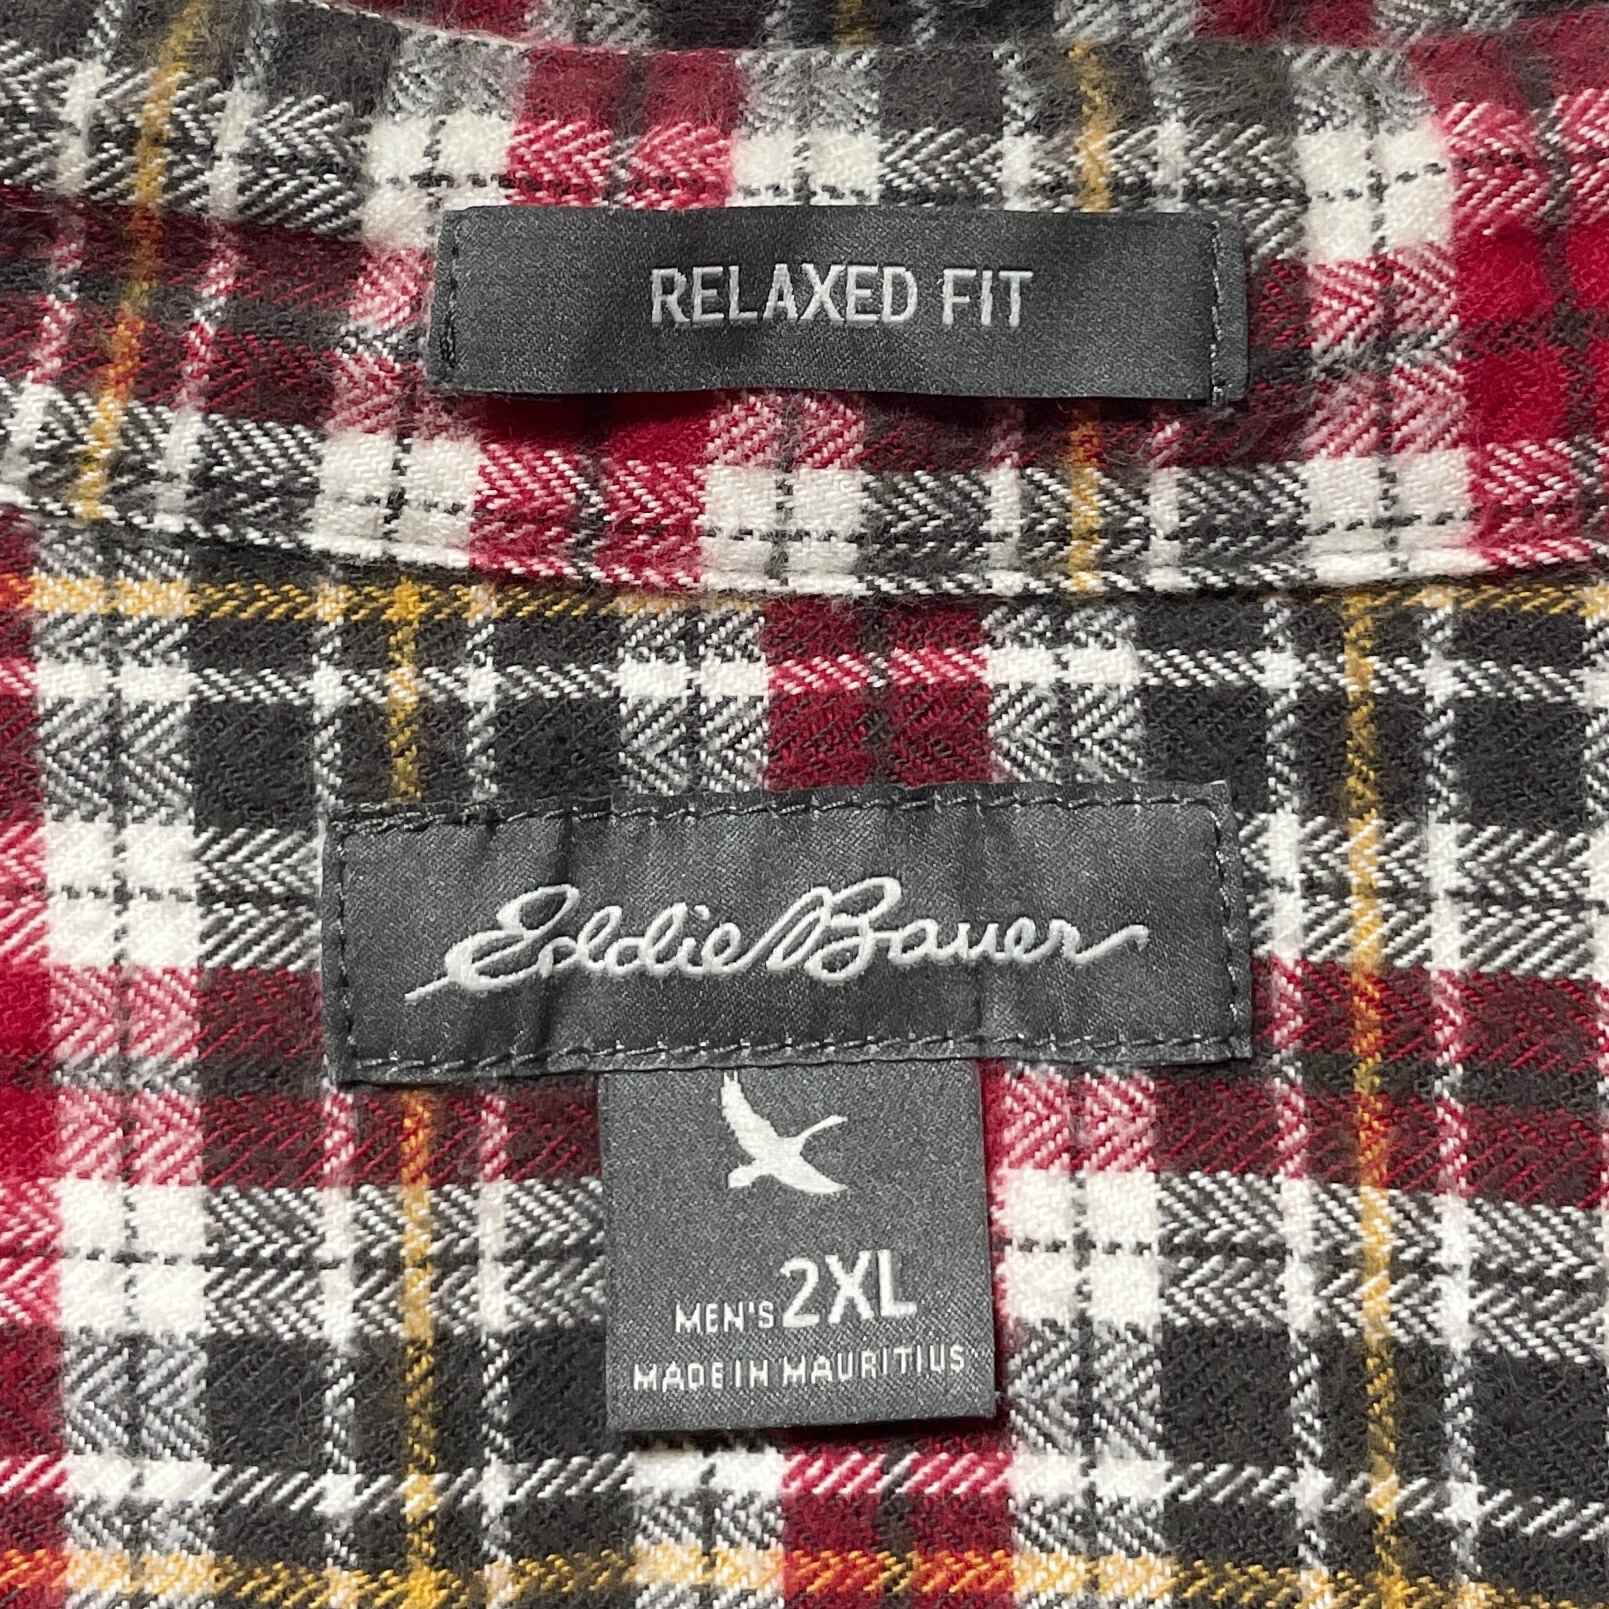 RELAXED FIT
Eddie Bauer
MEN'S 2XL
MADE IN MAURITIUS